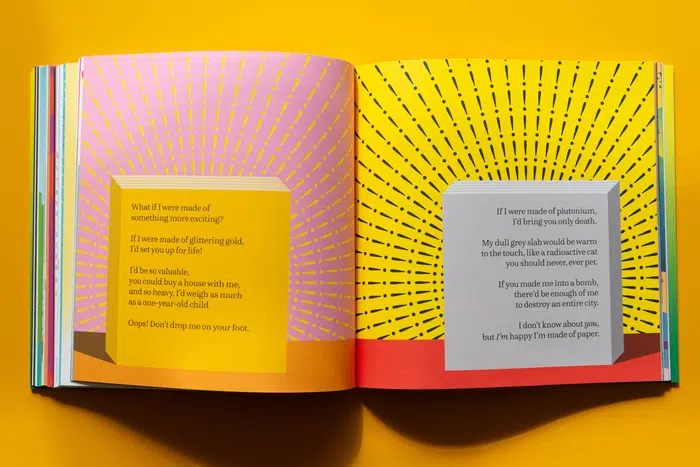 What if I were made of
something more exciting?
If I were made of glittering gold,
I'd set you up for life!
I'd be so valuable,
you could buy a house with me,
and so heavy, I'd weigh as much
as a one-year-old child.
Oops! Don't drop me on your foot.
If I were made of plutonium,
I'd bring you only death.
My dull grey slab would be warm
to the touch, like a radioactive cat
you should never, ever pet.
If you made me into a bomb,
there'd be enough of me
to destroy an entire city.
I don't know about you,
but I'm happy I'm made of paper.